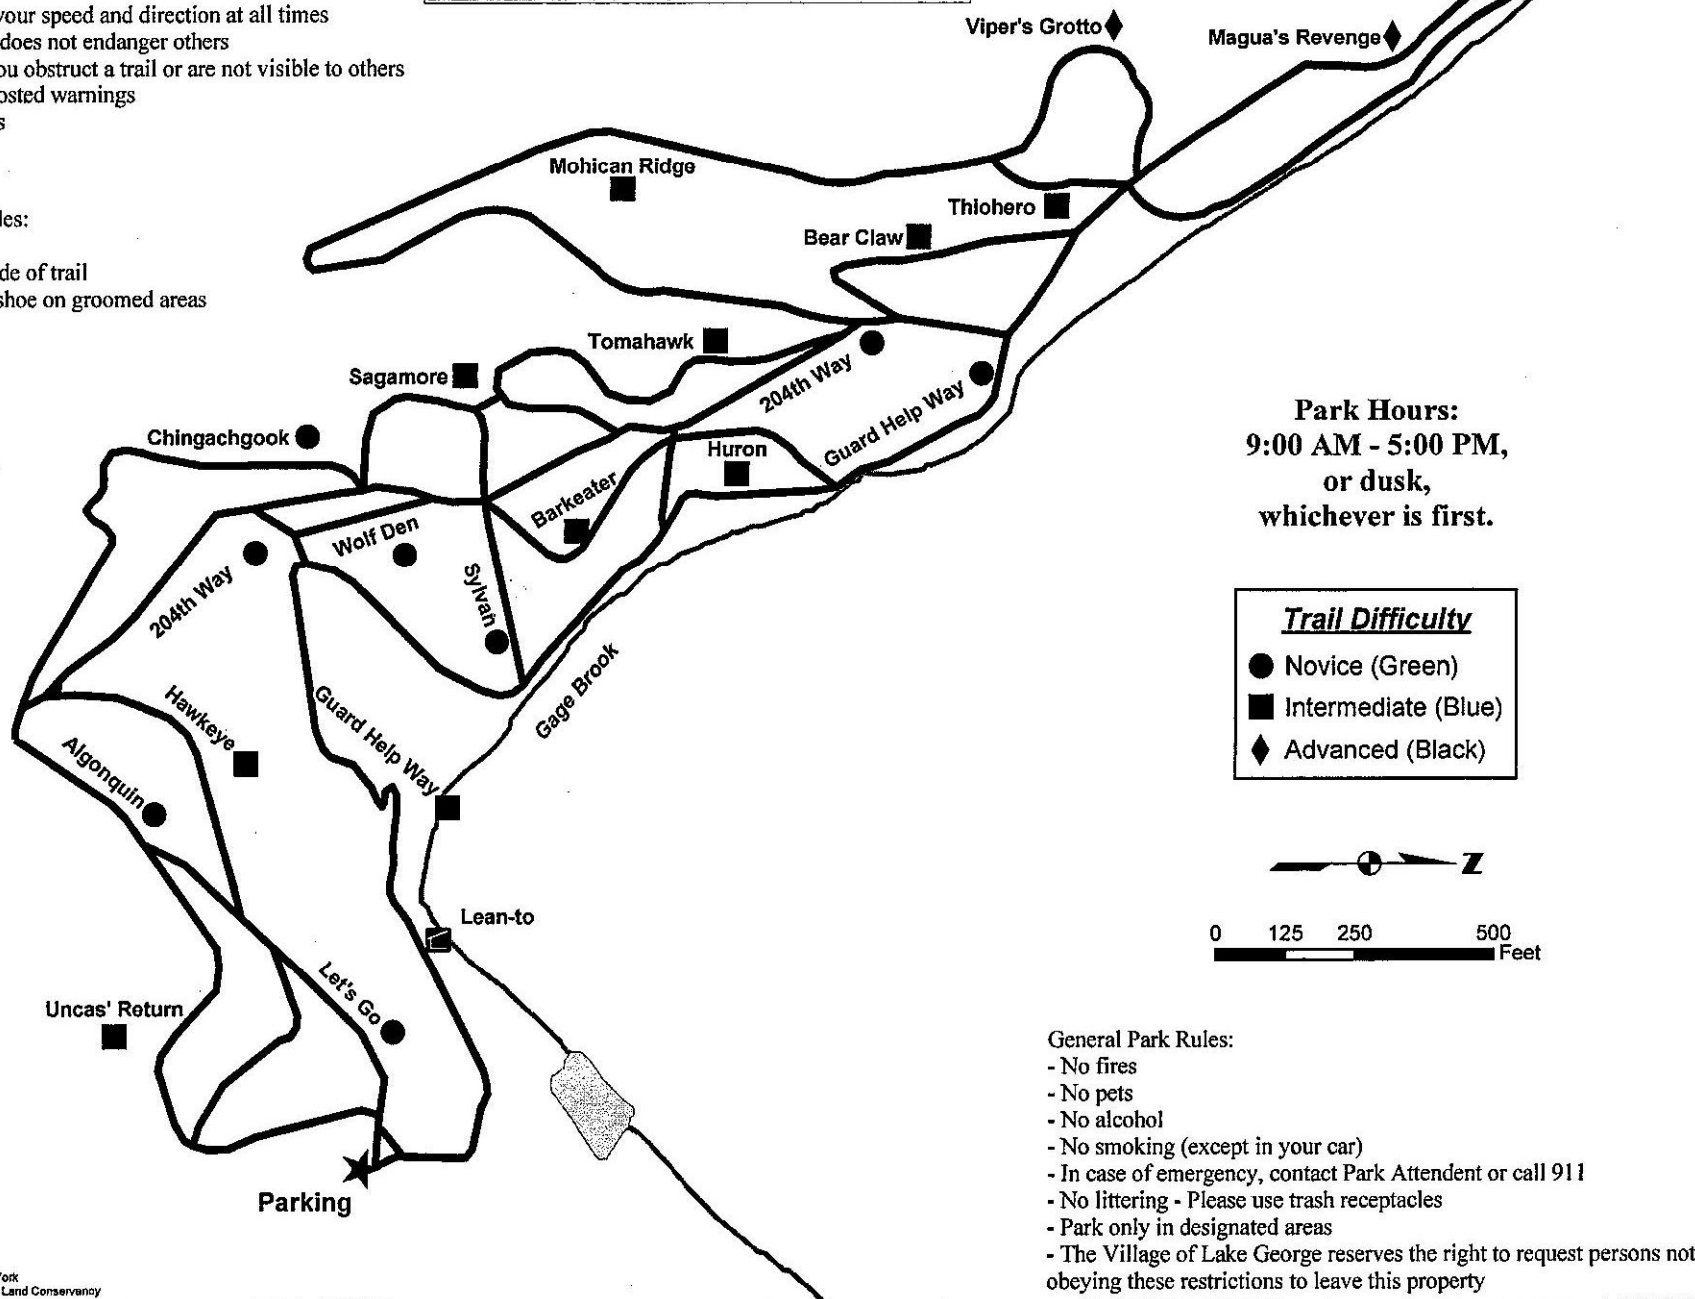 your speed and direction at all times
does not endanger others
ou obstruct a trail or are not visible to others
osted warnings
s
les:
de of trail
shoe on groomed areas
Viper's Grotto
Magua's Revenge
Mohican Ridge
Thiohero
Bear Claw
Tomahawk
204th Way
Sagamore
Guard Help Way
Chingachgook
Huron
Barkeater
Wolf Den
Sylvan
204th Way
Gage Brook
Hawkeye
Guard Help Way
Algonquin
Lean-to
Let's Go
Uncas' Return
Parking
Park Hours:
9:00 AM - 5:00 PM,
or dusk,
whichever is first.
Trail Difficulty
Novice (Green)
Intermediate (Blue)
Advanced (Black)
Z
0 125 250 500
Feet
General Park Rules:
- No fires
- No pets
- No alcohol
- No smoking (except in your car)
- In case of emergency, contact Park Attendent or call 911
- No littering - Please use trash receptacles
- Park only in designated areas
- The Village of Lake George reserves the right to request persons not
obeying these restrictions to leave this property
ork
Land Conservancy